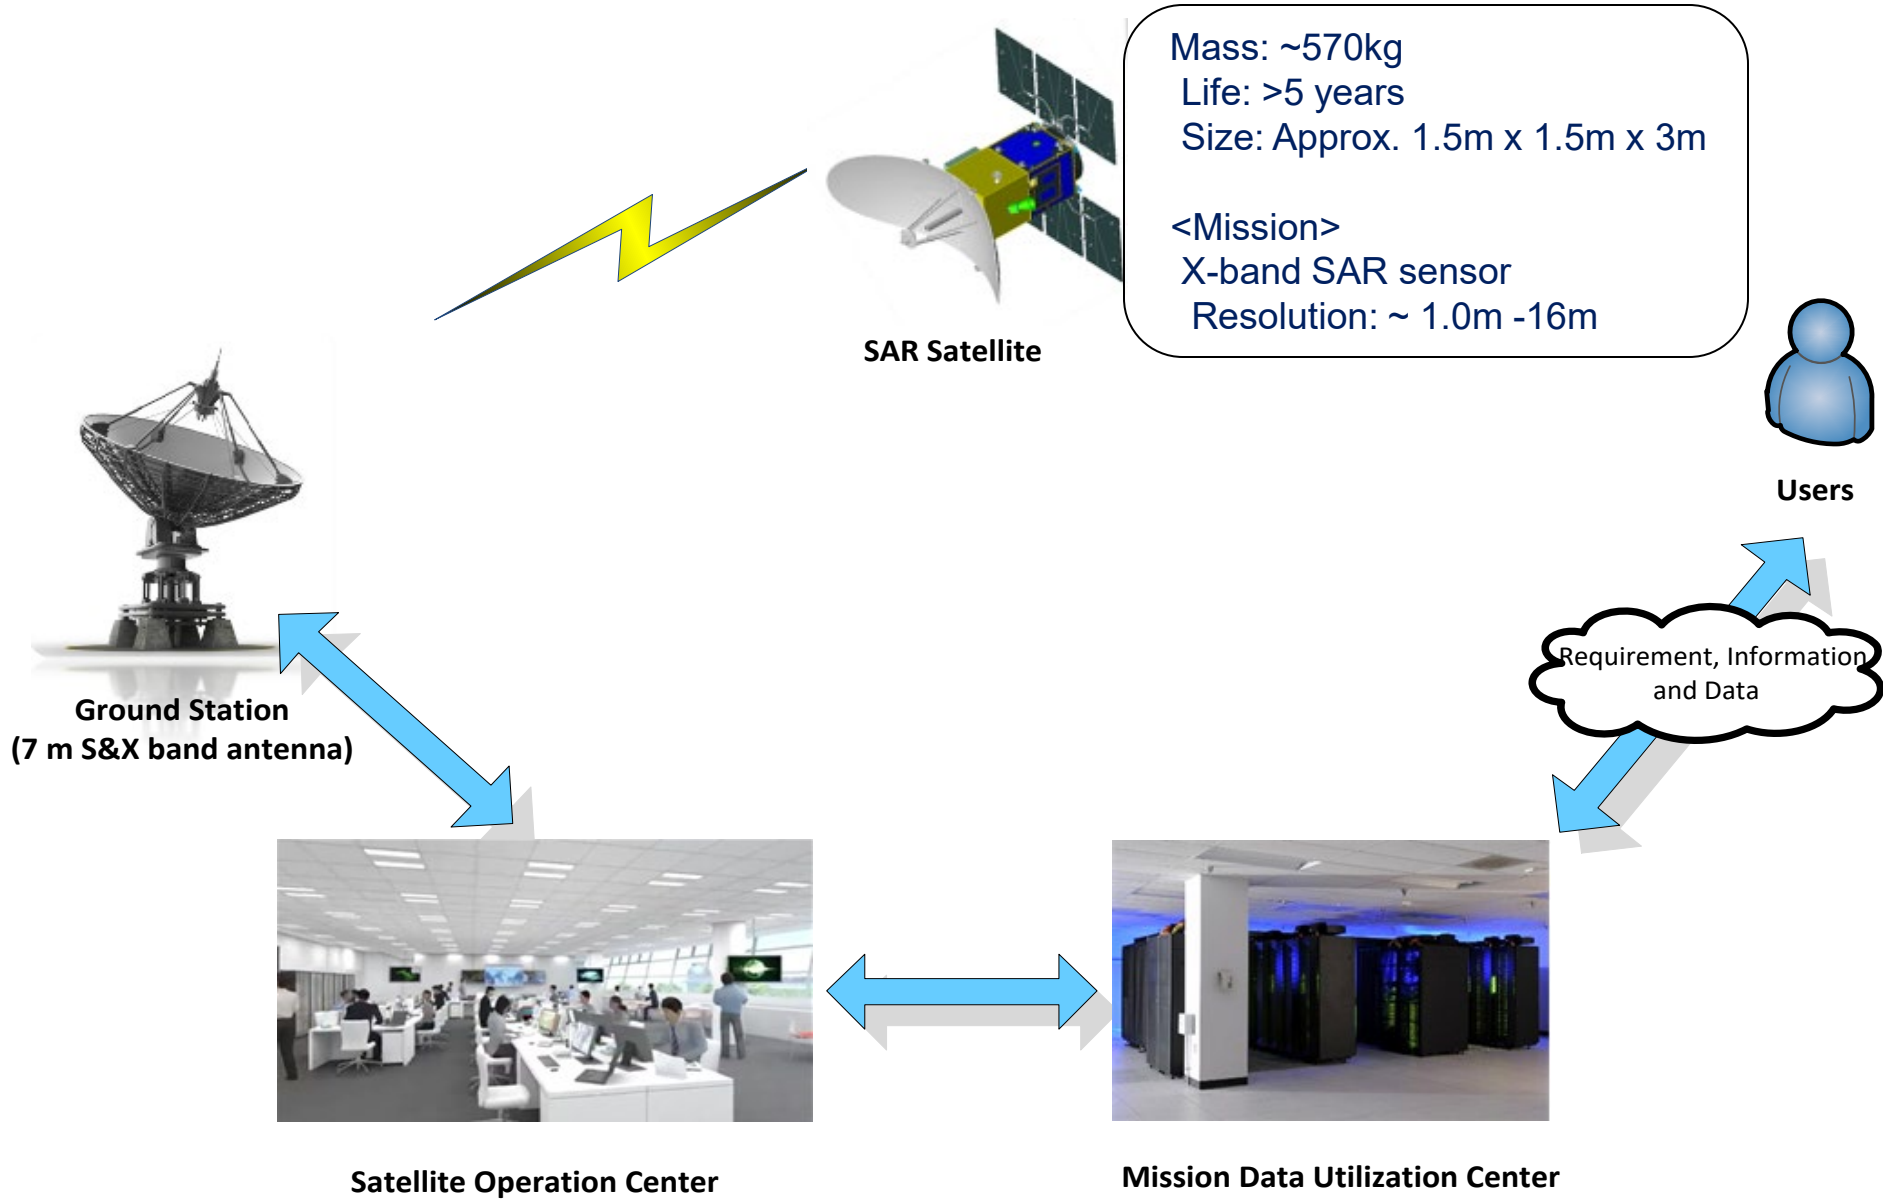 Mass: ~570kg
Life: >5 years
Size: Approx. 1.5m x 1.5m x 3m
<Mission>
X-band SAR sensor
Resolution: ~ 1.0m -16m
SAR Satellite
Users
Requirement, Information
and Data
Ground Station
(7 m S&X band antenna)
Satellite Operation Center
Mission Data Utilization Center